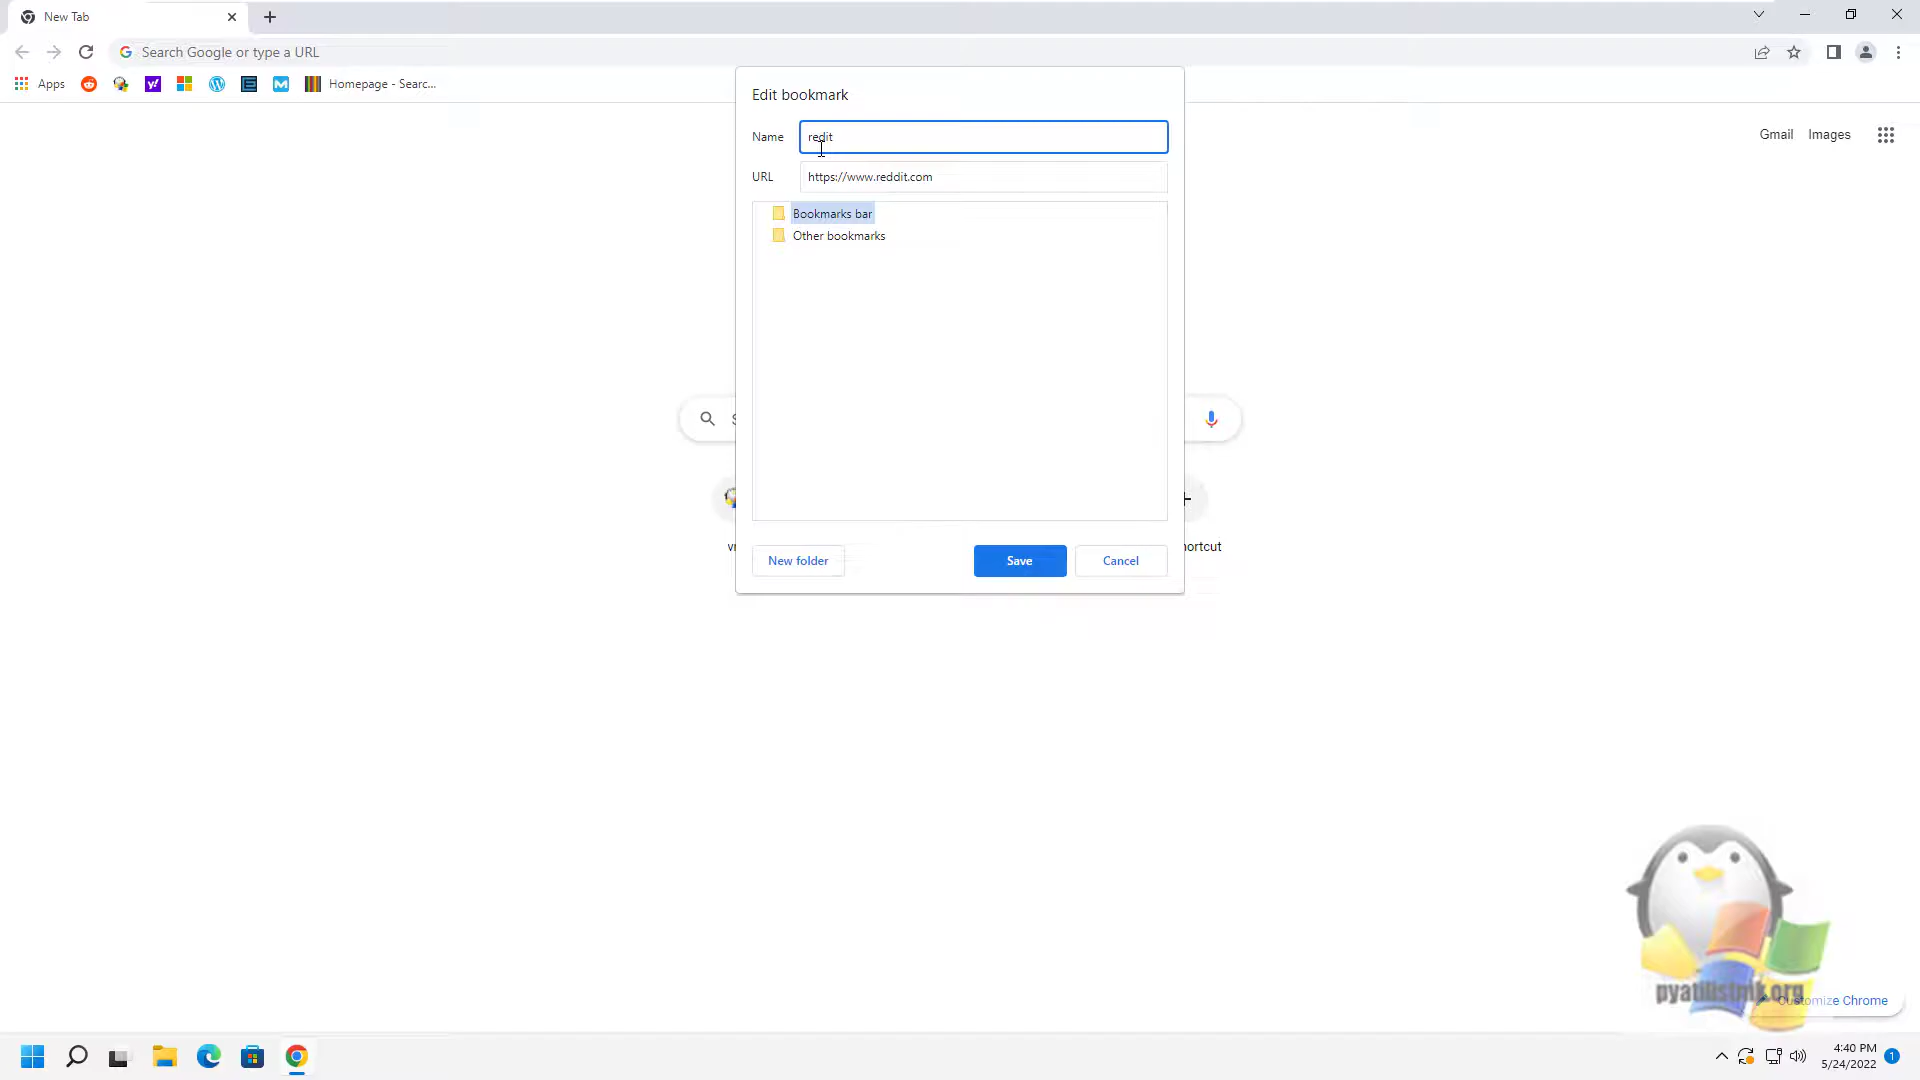 New Tab
Search Google or type a URL
Apps
Homepage - Searc...
Edit bookmark
Name
redit
URL
https://www.reddit.com
Bookmarks bar
Other bookmarks
Gmail
Images
New folder
Save
Cancel
hortcut
pyatilistnik.org
Customize Chrome
4:40 PM
5/24/2022
1